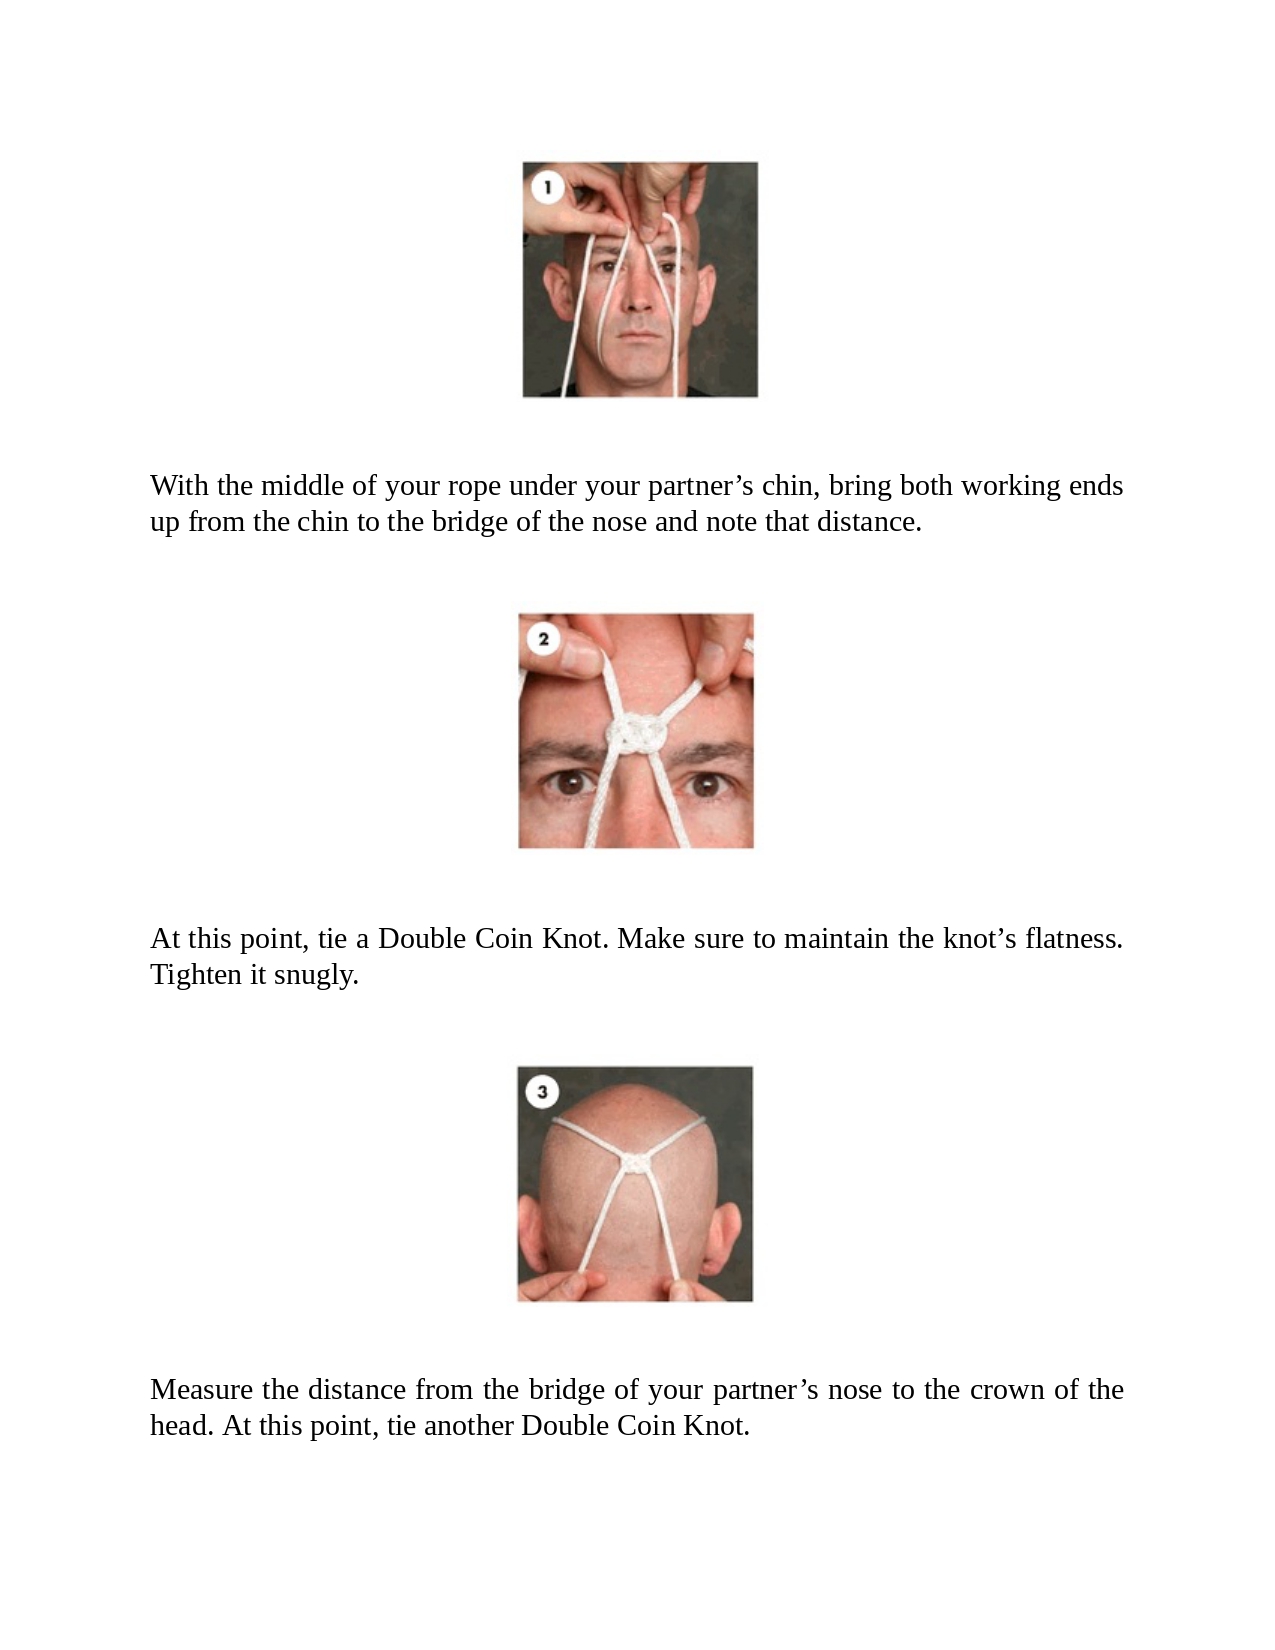 1
With the middle of your rope under your partner’s chin, bring both working ends
up from the chin to the bridge of the nose and note that distance.
2
At this point, tie a Double Coin Knot. Make sure to maintain the knot’s flatness.
Tighten it snugly.
3
Measure the distance from the bridge of your partner’s nose to the crown of the
head. At this point, tie another Double Coin Knot.